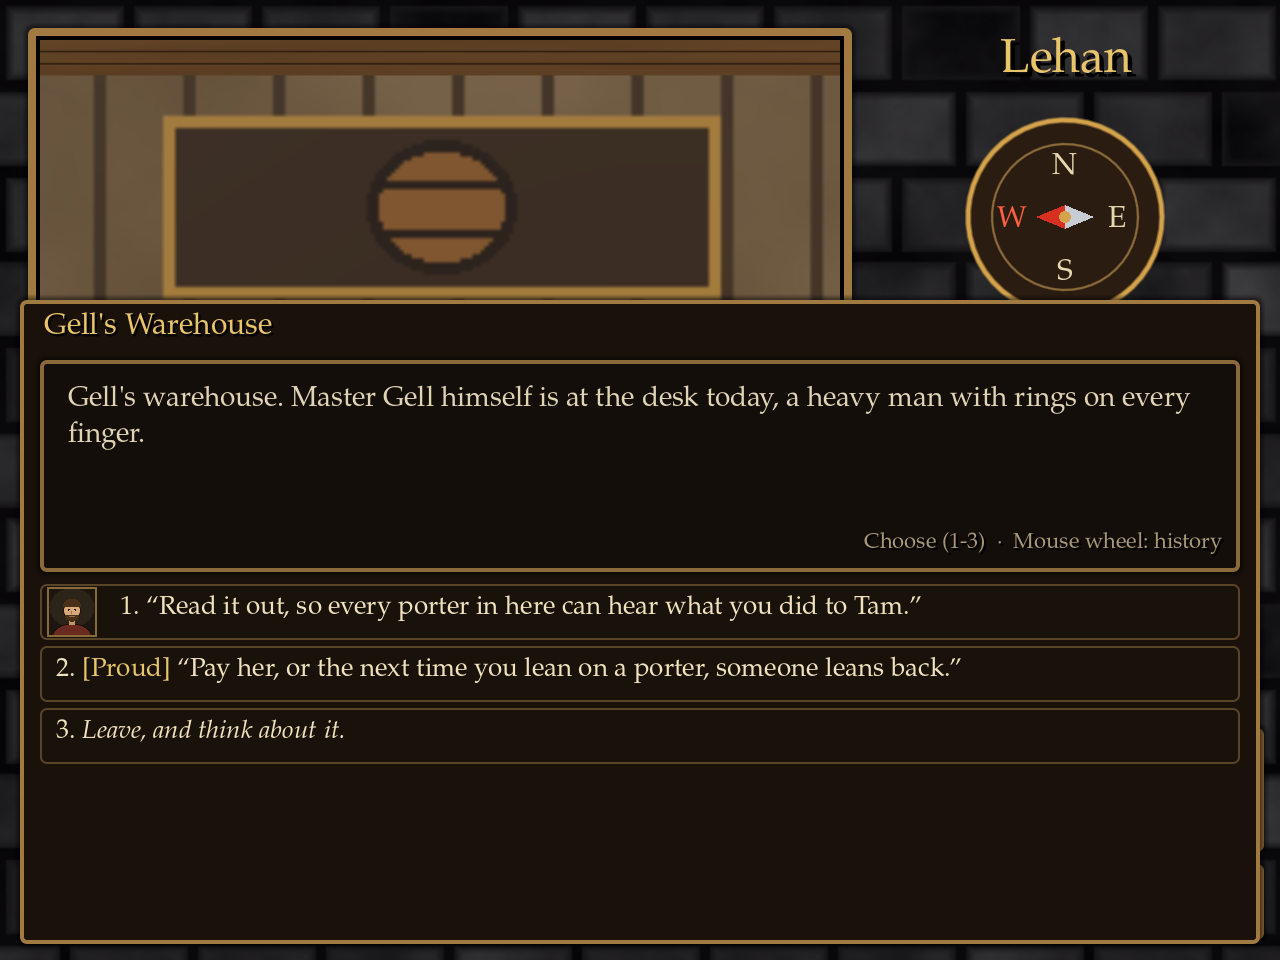 Lehan
N
W E
S
Gell's Warehouse
Gell's warehouse. Master Gell himself is at the desk today, a heavy man with rings on every
finger.
Choose (1-3) · Mouse wheel: history
1. “Read it out, so every porter in here can hear what you did to Tam.”
2. [Proud] “Pay her, or the next time you lean on a porter, someone leans back.”
3. Leave, and think about it.